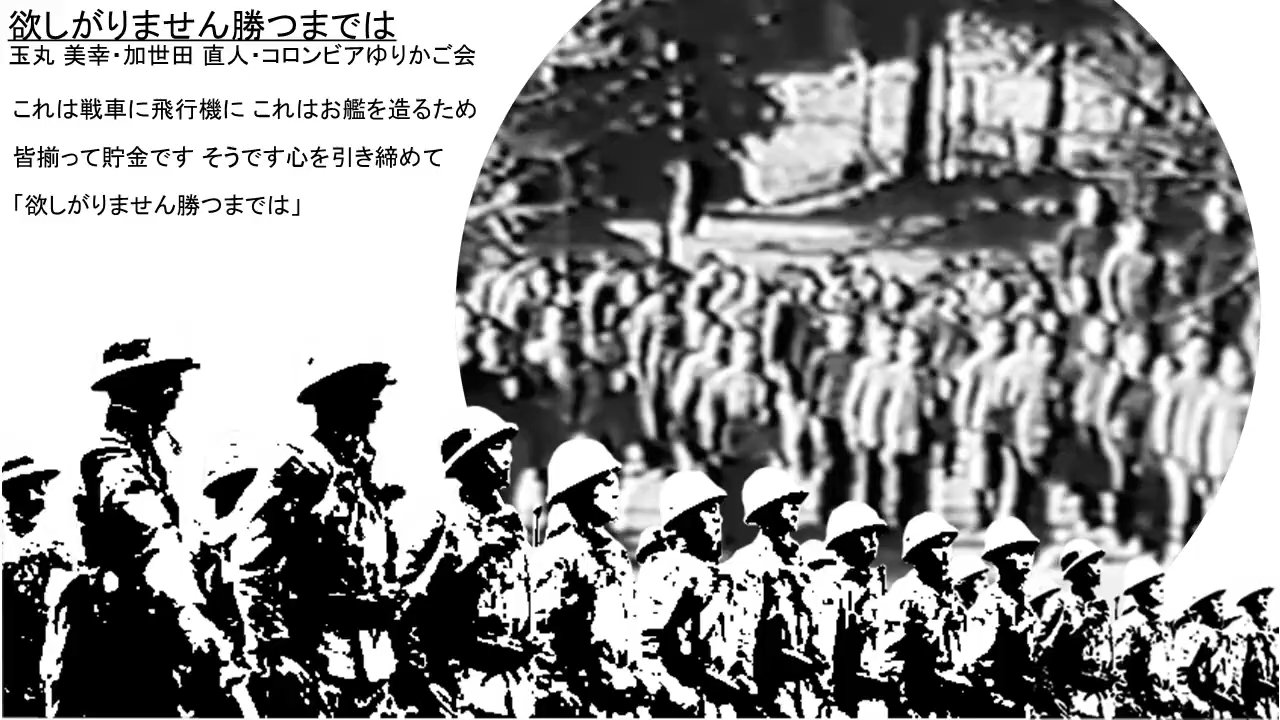 欲しがりません勝つまでは
玉丸 美幸・加世田 直人・コロンビアゆりかご会
これは戦車に飛行機に これはお艦を造るため
皆揃って貯金です そうです心を引き締めて
「欲しがりません勝つまでは」